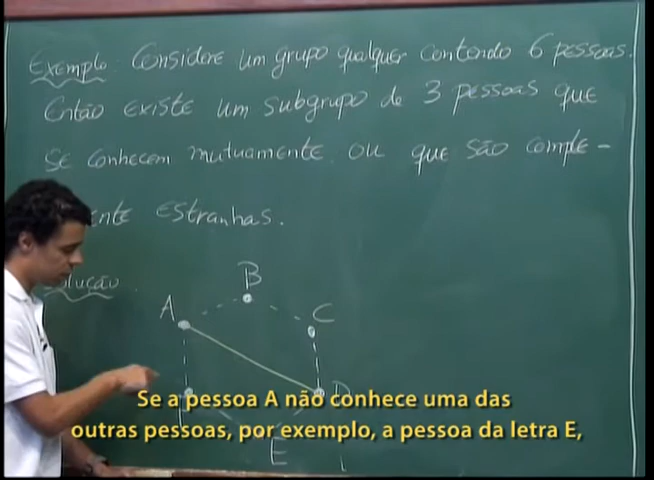 Exemplo: Considere um grupo qualquer contendo 6 pessoas.
Então existe um subgrupo de 3 pessoas que
se conhecem mutuamente ou que são comple-
ente estranhas.
olução.
B
A
C
D
Se a pessoa A não conhece uma das
outras pessoas, por exemplo, a pessoa da letra E,
E